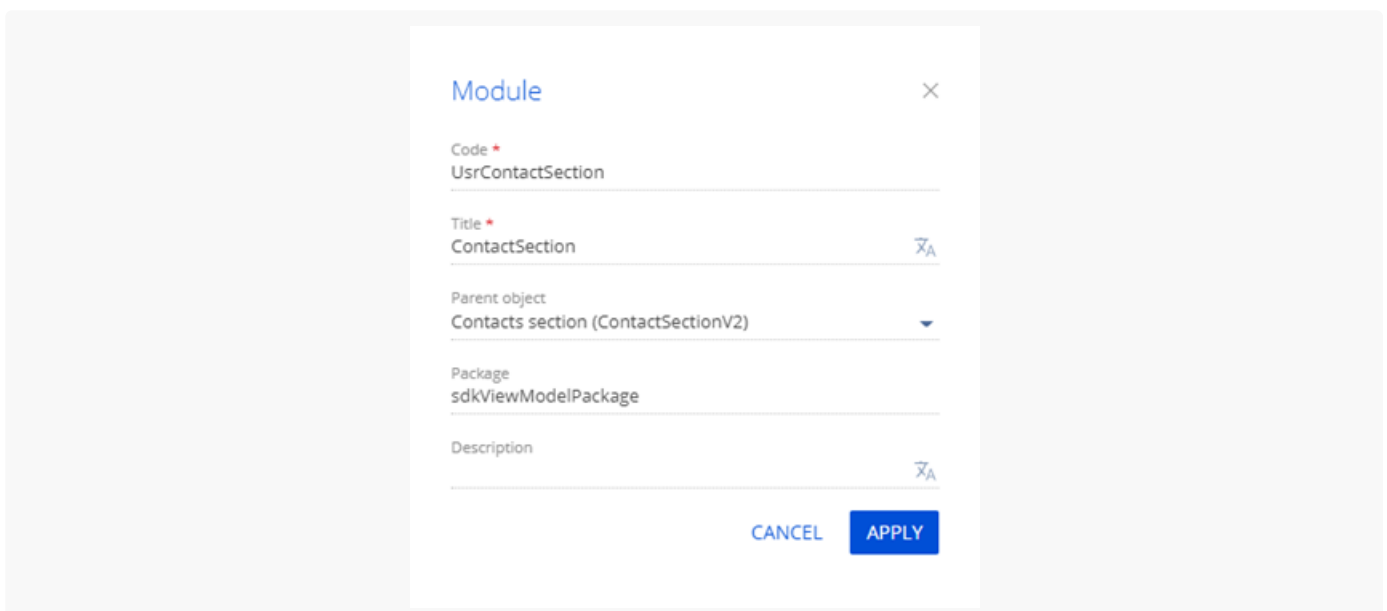 Module
Code *
UsrContactSection
Title *
ContactSection
Parent object
Contacts section (ContactSectionV2)
Package
sdkViewModelPackage
Description
CANCEL
APPLY